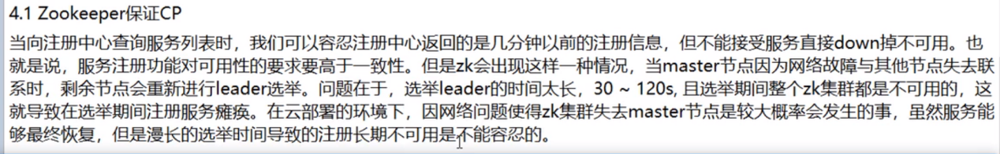 4.1 Zookeeper保证CP
当向注册中心查询服务列表时，我们可以容忍注册中心返回的是几分钟以前的注册信息，但不能接受服务直接down掉不可用。也
就是说，服务注册功能对可用性的要求要高于一致性。但是zk会出现这样一种情况，当master节点因为网络故障与其他节点失去联
系时，剩余节点会重新进行leader选举。问题在于，选举leader的时间太长，30 ~ 120s, 且选举期间整个zk集群都是不可用的，这
就导致在选举期间注册服务瘫痪。在云部署的环境下，因网络问题使得zk集群失去master节点是较大概率会发生的事，虽然服务能
够最终恢复，但是漫长的选举时间导致的注册长期不可用是不能容忍的。